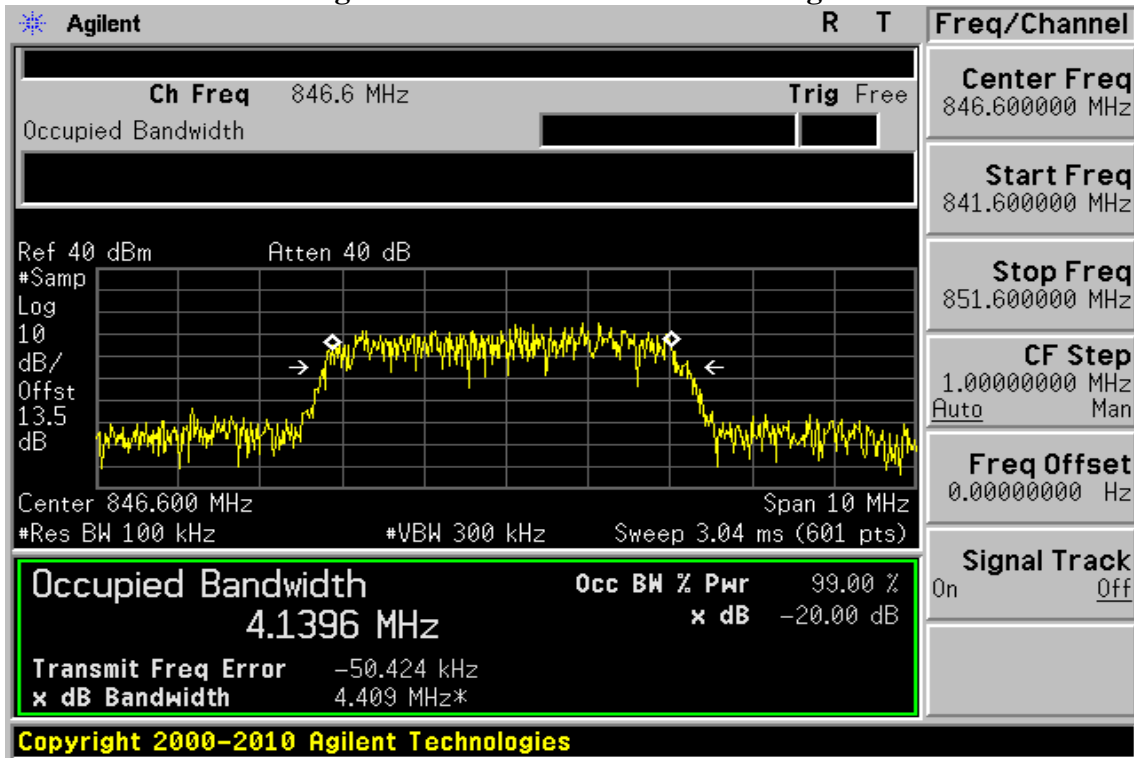 Agilent R T
Freq/Channel
Ch Freq 846.6 MHz Trig Free
Occupied Bandwidth
Center Freq
846.600000 MHz
Start Freq
841.600000 MHz
Stop Freq
851.600000 MHz
CF Step
1.00000000 MHz
Auto Man
Freq Offset
0.00000000 Hz
Signal Track
On Off
Ref 40 dBm Atten 40 dB
#Samp
Log
10
dB/
Offst
13.5
dB
Center 846.600 MHz Span 10 MHz
#Res BW 100 kHz #VBW 300 kHz Sweep 3.04 ms (601 pts)
Occupied Bandwidth
4.1396 MHz
Occ BW % Pwr 99.00 %
x dB -20.00 dB
Transmit Freq Error -50.424 kHz
x dB Bandwidth 4.409 MHz*
Copyright 2000-2010 Agilent Technologies